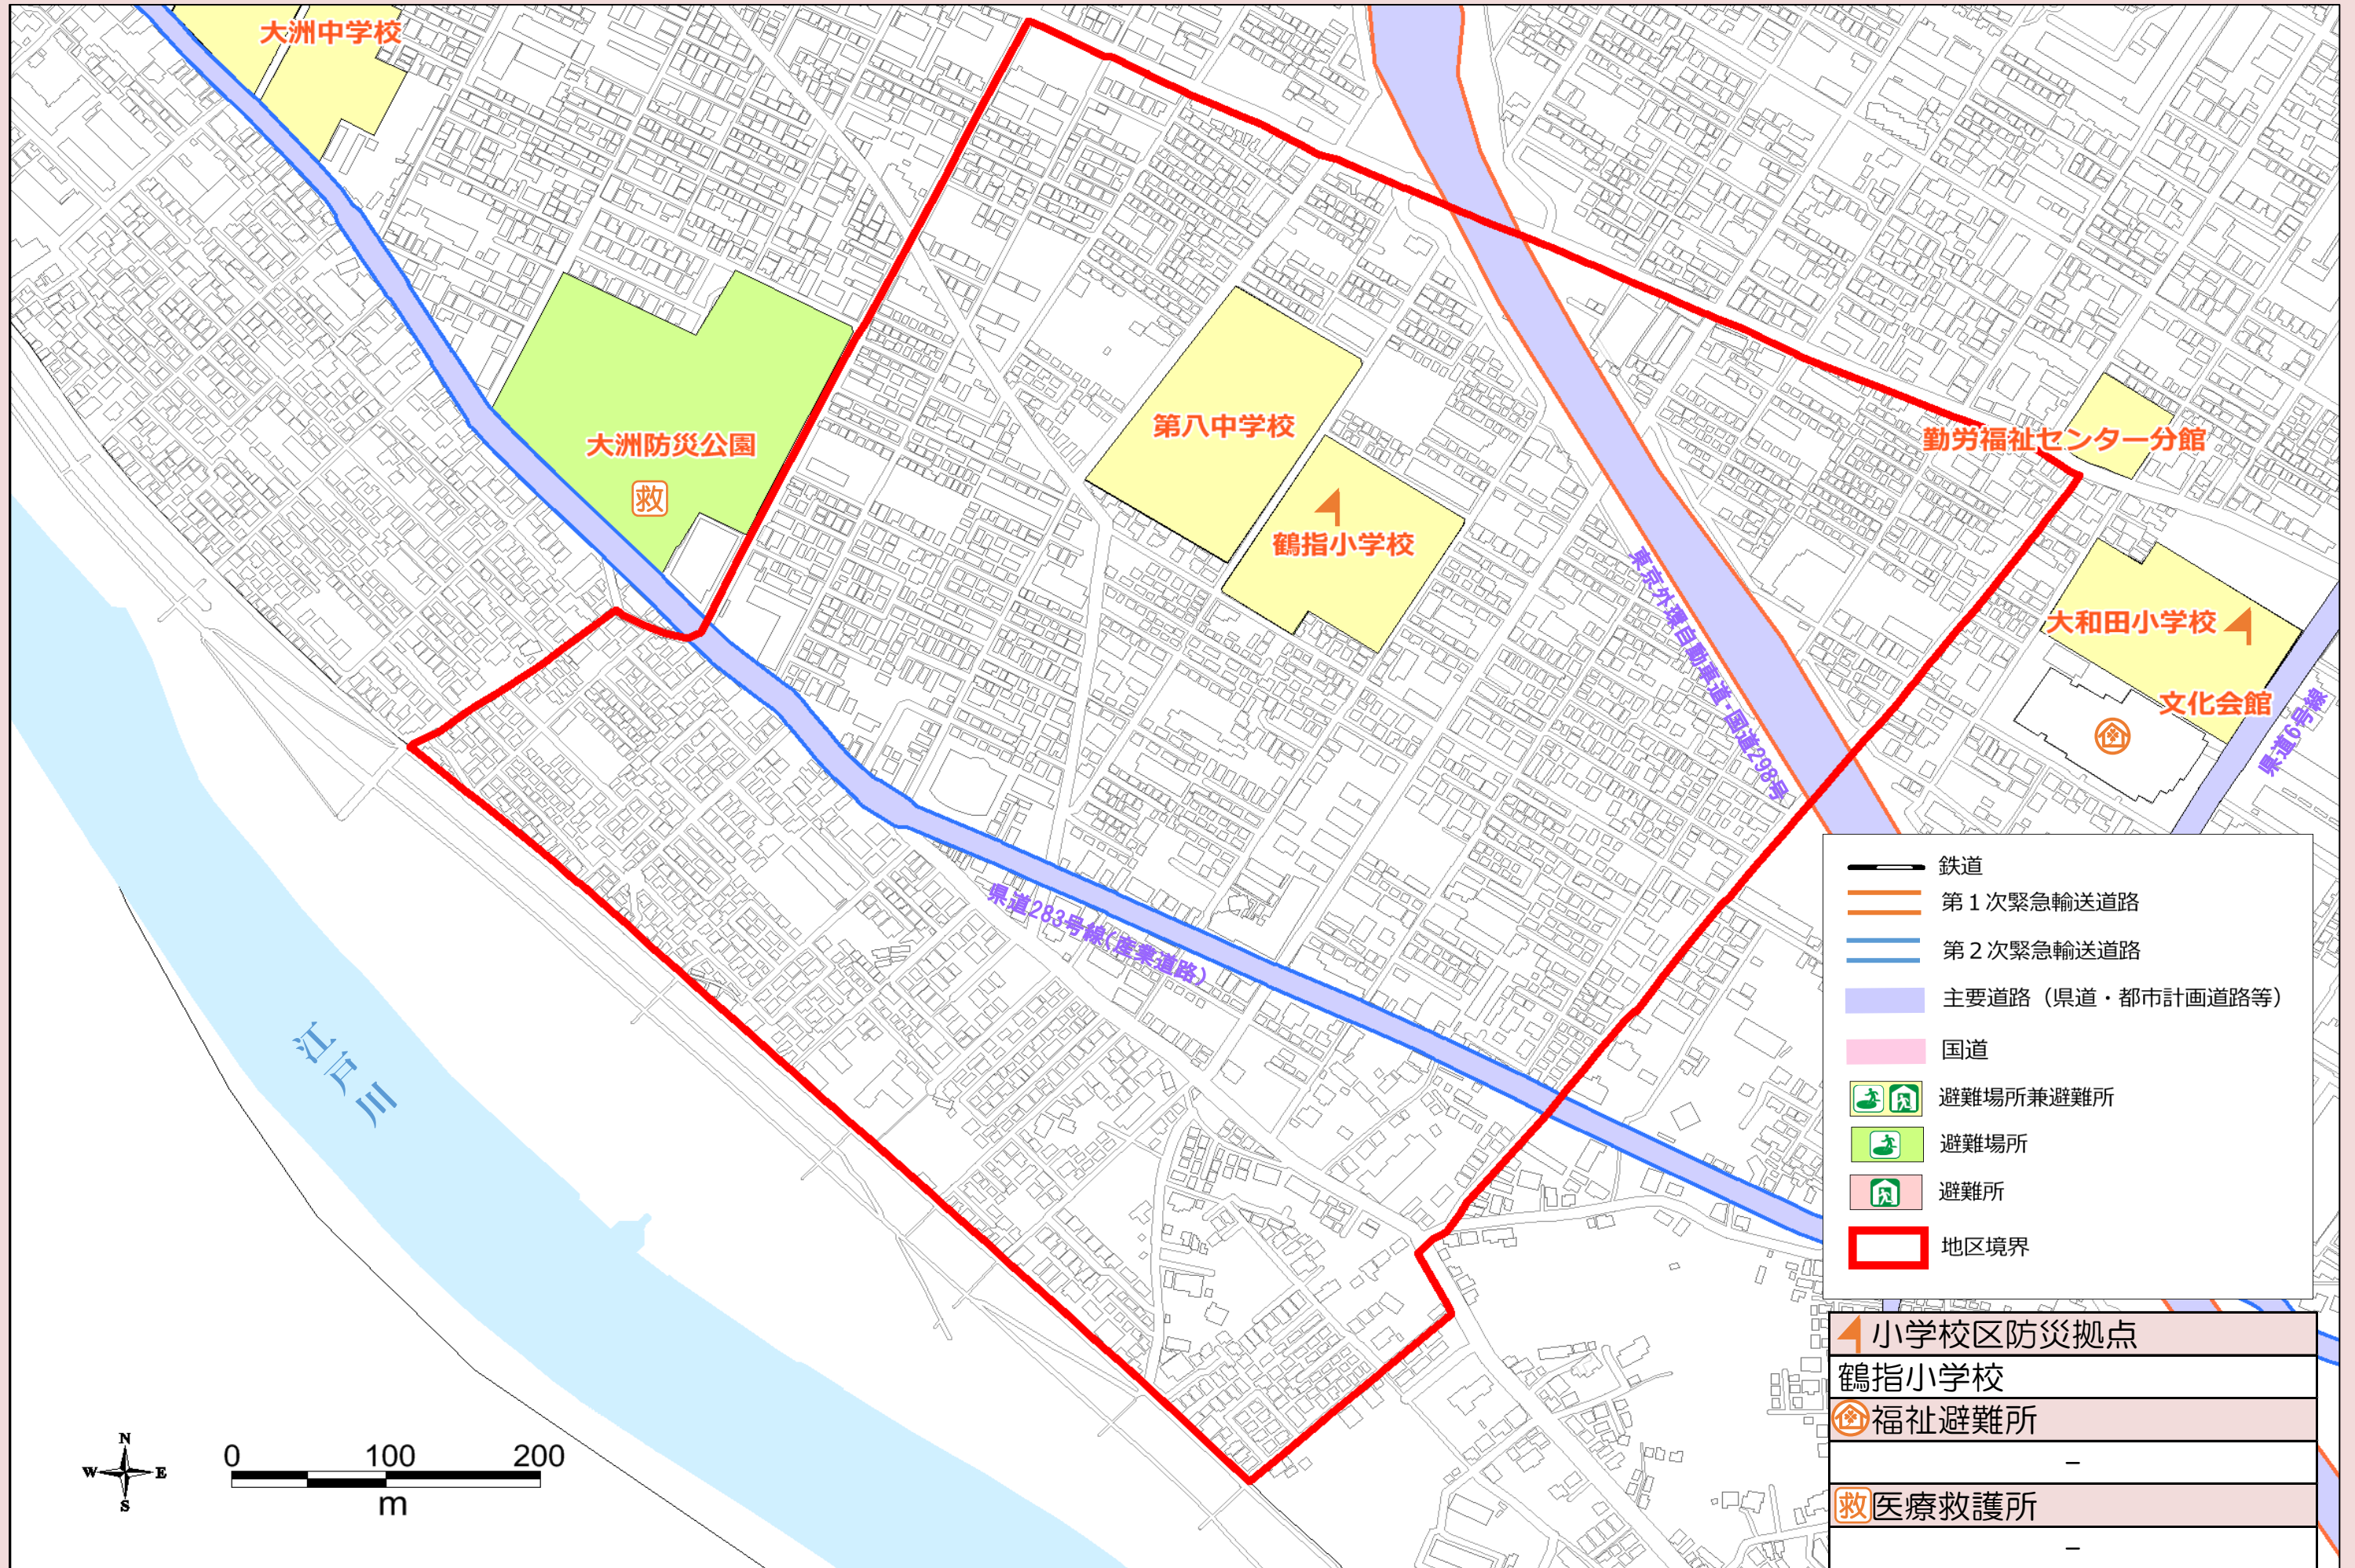 大洲中学校
大洲防災公園
救
第八中学校
鶴指小学校
勤労福祉センター分館
大和田小学校
文化会館
東京外環自動車道・国道298号
県道6号線
県道283号線(産業道路)
江戸川
N
W E
S
0 100 200
m
鉄道
第1次緊急輸送道路
第2次緊急輸送道路
主要道路（県道・都市計画道路等）
国道
避難場所兼避難所
避難場所
避難所
地区境界
小学校区防災拠点
鶴指小学校
福祉避難所
－
救医療救護所
－